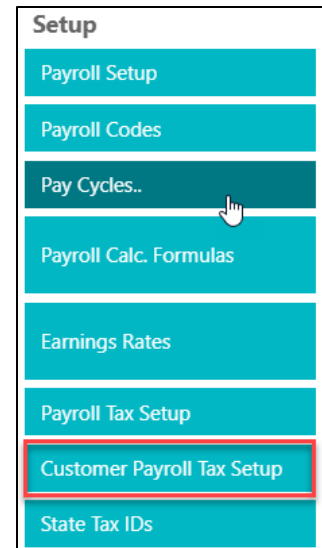 Setup
Payroll Setup
Payroll Codes
Pay Cycles..
Payroll Calc. Formulas
Earnings Rates
Payroll Tax Setup
Customer Payroll Tax Setup
State Tax IDs